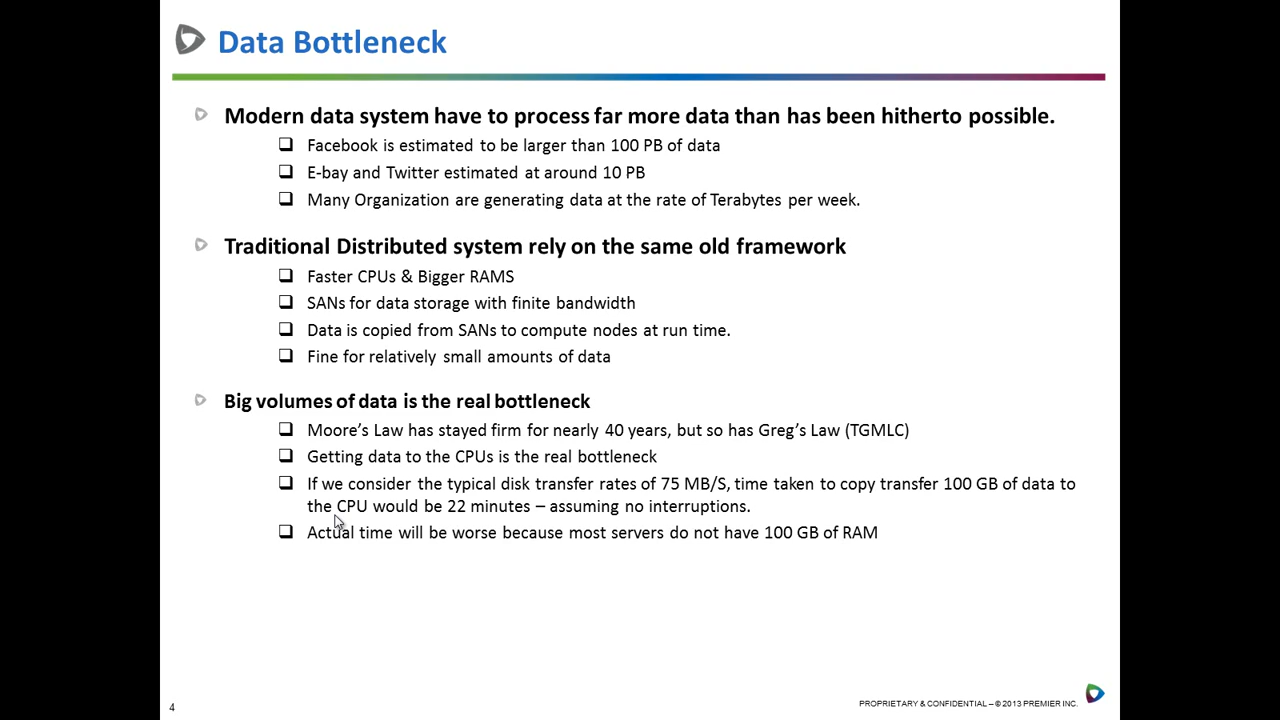 Data Bottleneck
Modern data system have to process far more data than has been hitherto possible.
Facebook is estimated to be larger than 100 PB of data
E-bay and Twitter estimated at around 10 PB
Many Organization are generating data at the rate of Terabytes per week.
Traditional Distributed system rely on the same old framework
Faster CPUs & Bigger RAMS
SANs for data storage with finite bandwidth
Data is copied from SANs to compute nodes at run time.
Fine for relatively small amounts of data
Big volumes of data is the real bottleneck
Moore's Law has stayed firm for nearly 40 years, but so has Greg's Law (TGMLC)
Getting data to the CPUs is the real bottleneck
If we consider the typical disk transfer rates of 75 MB/S, time taken to copy transfer 100 GB of data to
the CPU would be 22 minutes – assuming no interruptions.
Actual time will be worse because most servers do not have 100 GB of RAM
4
PROPRIETARY & CONFIDENTIAL – © 2013 PREMIER INC.